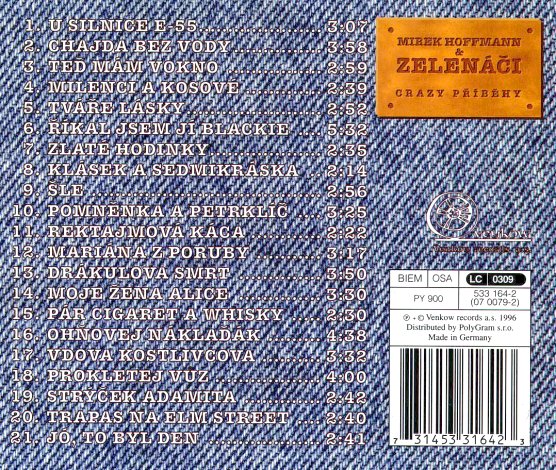 1. U SILNICE E-55 3:07
2. CHAJDA BEZ VODY 3:58
3. TEĎ MÁM VOKNO 2:59
4. MILENCI A KOSOVÉ 2:39
5. TVÁŘE LÁSKY 2:52
6. ŘÍKAL JSEM JÍ BLACKIE 5:32
7. ZLATÉ HODINKY 2:35
8. KLÁSEK A SEDMIKRÁSKA 2:14
9. ŠLE 2:56
10. POMNĚNKA A PETRKLÍČ 3:25
11. REKTAJMOVÁ KÁČA 2:22
12. MARIANA Z PORUBY 3:17
13. DRÁKULOVA SMRT 3:50
14. MOJE ŽENA ALICE 3:30
15. PÁR CIGARET A WHISKY 2:30
16. OHNOVEJ NÁKLAĎÁK 4:38
17. VDOVA KOSTLIVCOVA 3:32
18. PROKLETEJ VŮZ 4:00
19. STRÝČEK ADAMITA 2:42
20. TRAPAS NA ELM STREET 2:40
21. JÓ, TO BYL DEN 2:41
MIREK HOFFMANN
&
ZELENÁČI
CRAZY PŘÍBĚHY
VENKOW
BIEM OSA LC 0309
PY 900 533 164-2
(07 0079-2)
℗ + © Venkow records a.s. 1996
Distributed by PolyGram s.r.o.
Made in Germany
7 31453 31642 3